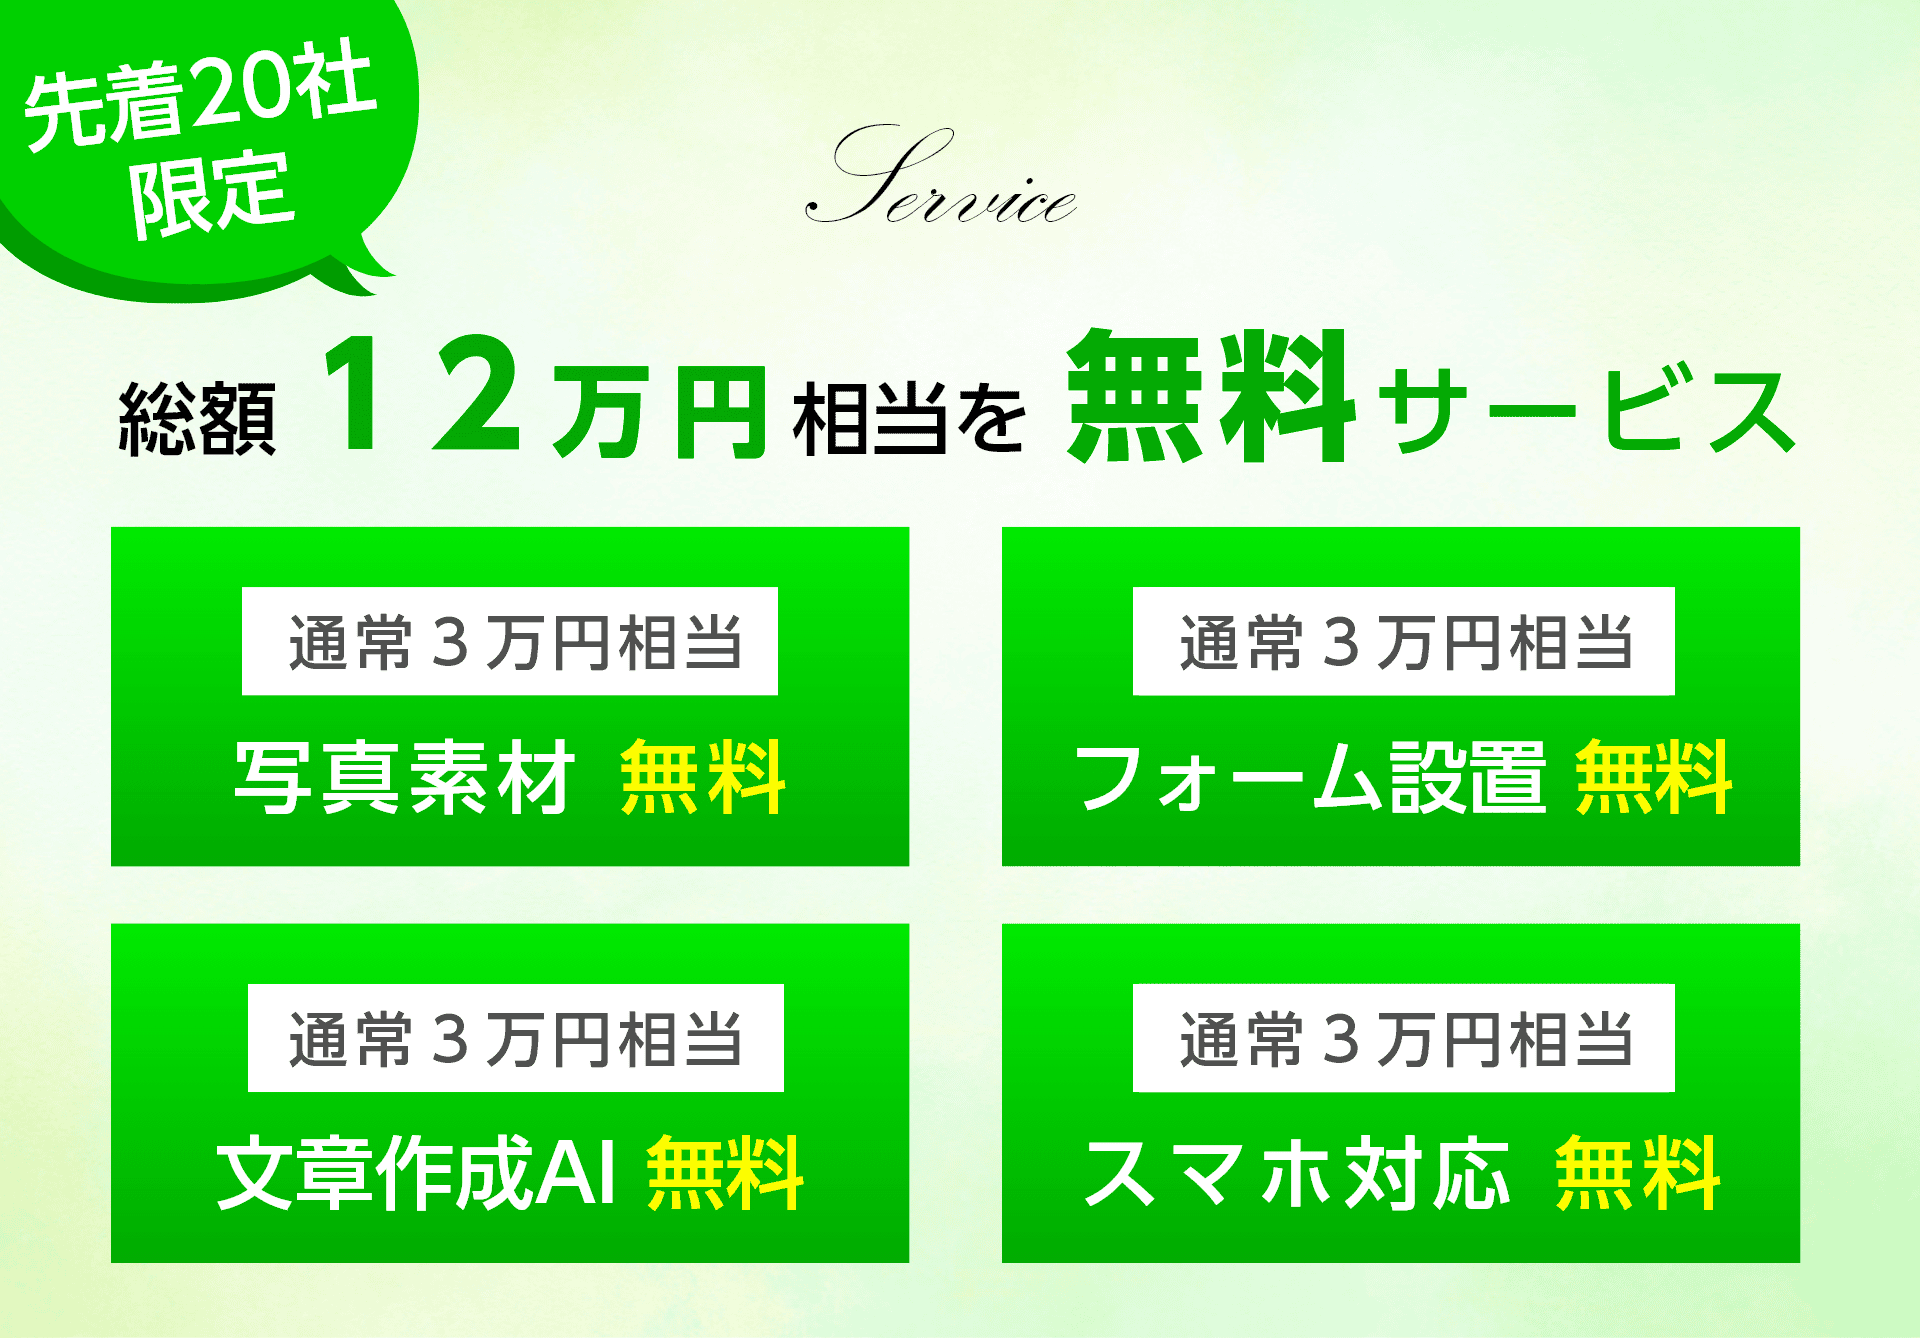 先着20社
限定
Service
総額 12万円相当を 無料サービス
通常3万円相当
写真素材 無料
通常3万円相当
フォーム設置 無料
通常3万円相当
文章作成AI 無料
通常3万円相当
スマホ対応 無料